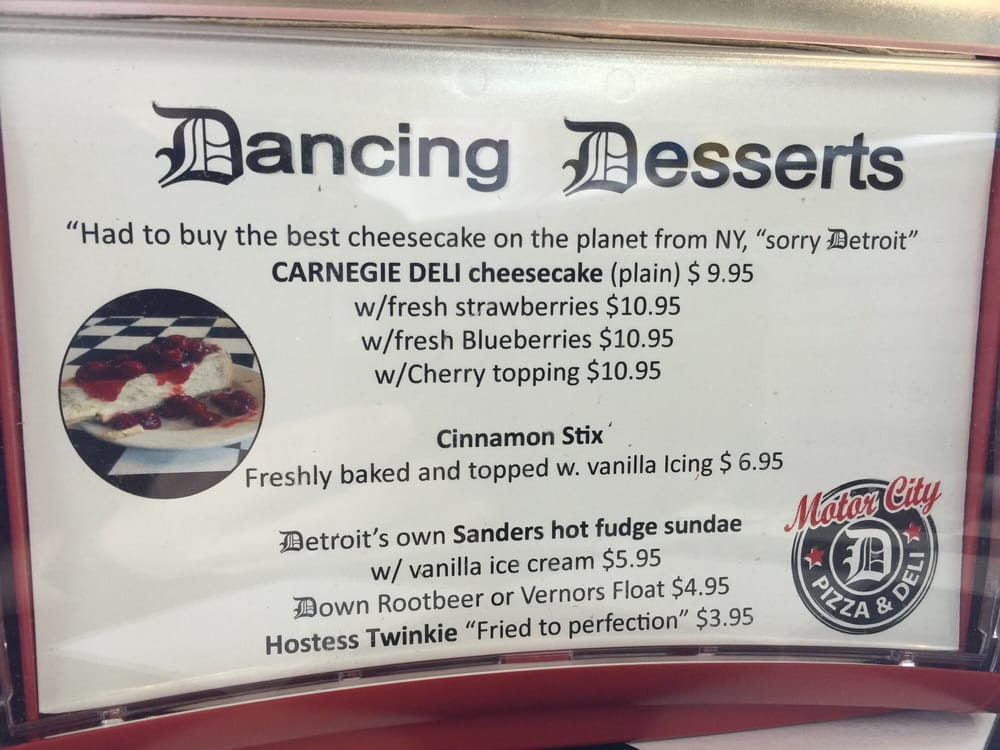 Dancing Desserts
“Had to buy the best cheesecake on the planet from NY, “sorry Detroit”
CARNEGIE DELI cheesecake (plain) $ 9.95
w/fresh strawberries $10.95
w/fresh Blueberries $10.95
w/Cherry topping $10.95
Cinnamon Stix
Freshly baked and topped w. vanilla Icing $ 6.95
Detroit’s own Sanders hot fudge sundae
w/ vanilla ice cream $5.95
Down Rootbeer or Vernors Float $4.95
Hostess Twinkie “Fried to perfection” $3.95
Motor City
D
PIZZA & DELI